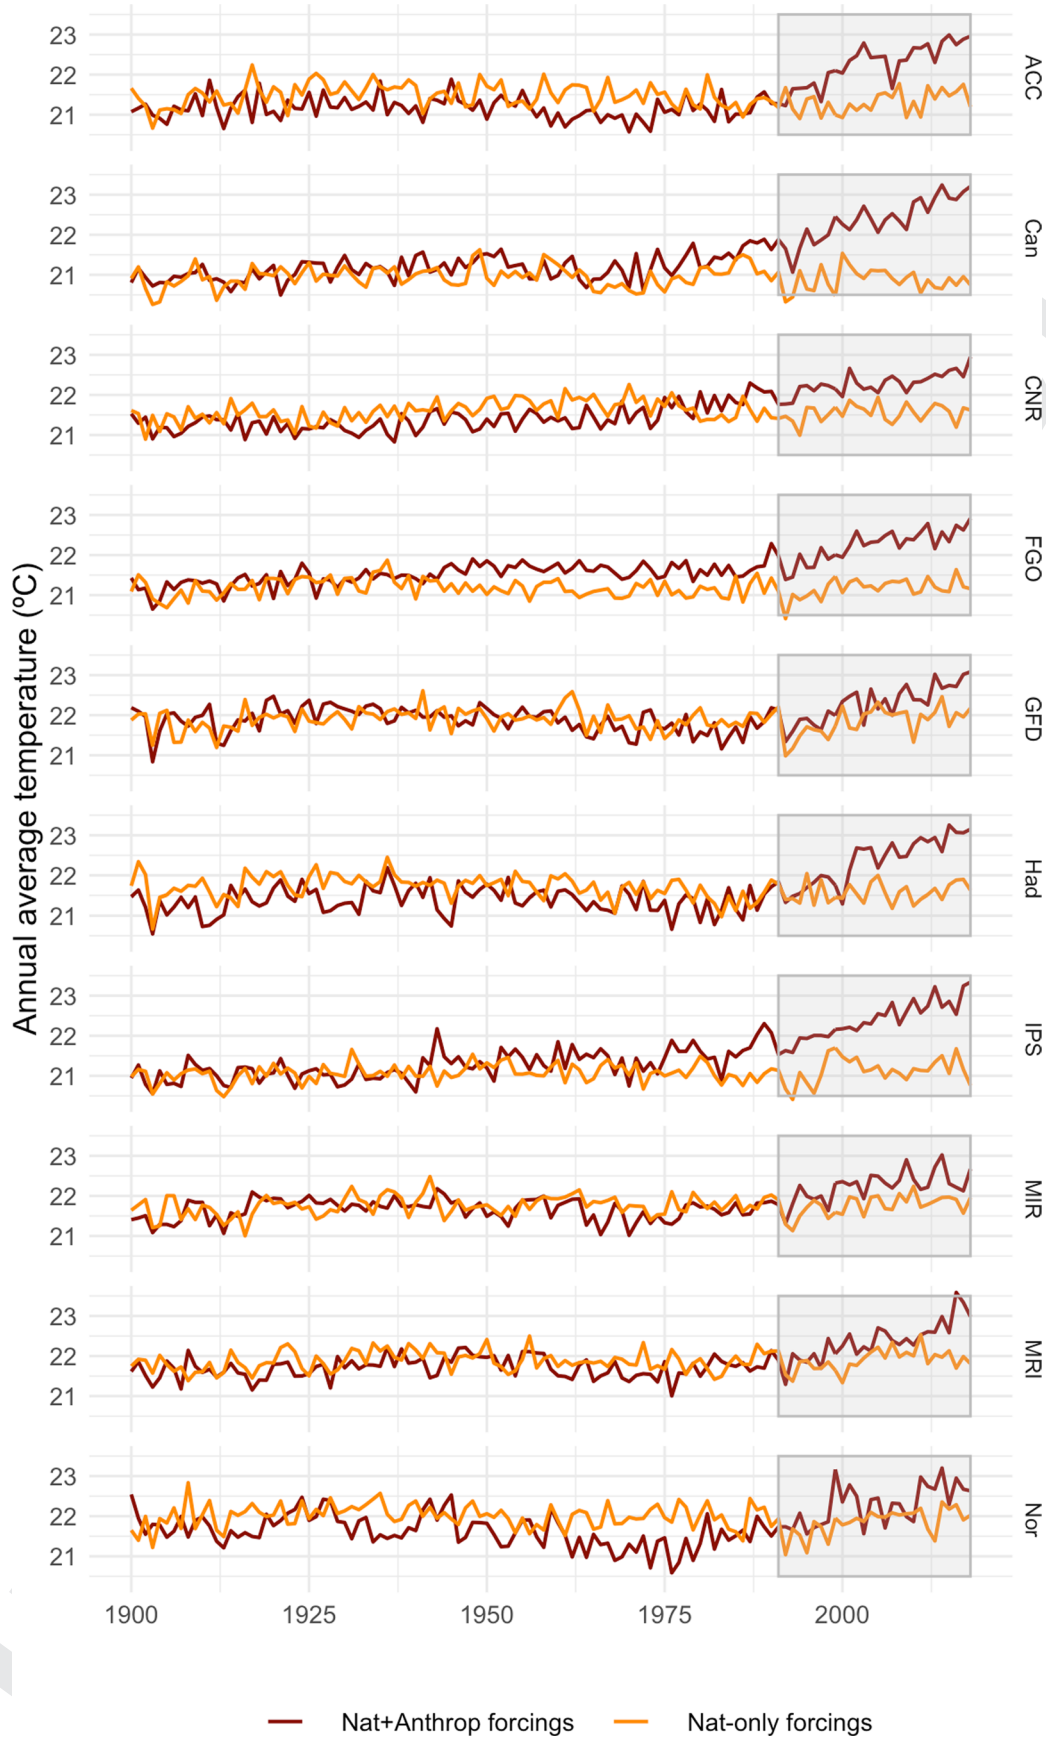 Annual average temperature (ºC)
23
22
21
ACC
23
22
21
Can
23
22
21
CNR
23
22
21
FGO
23
22
21
GFD
23
22
21
Had
23
22
21
IPS
23
22
21
MIR
23
22
21
MRI
23
22
21
Nor
1900 1925 1950 1975 2000
Nat+Anthrop forcings Nat-only forcings